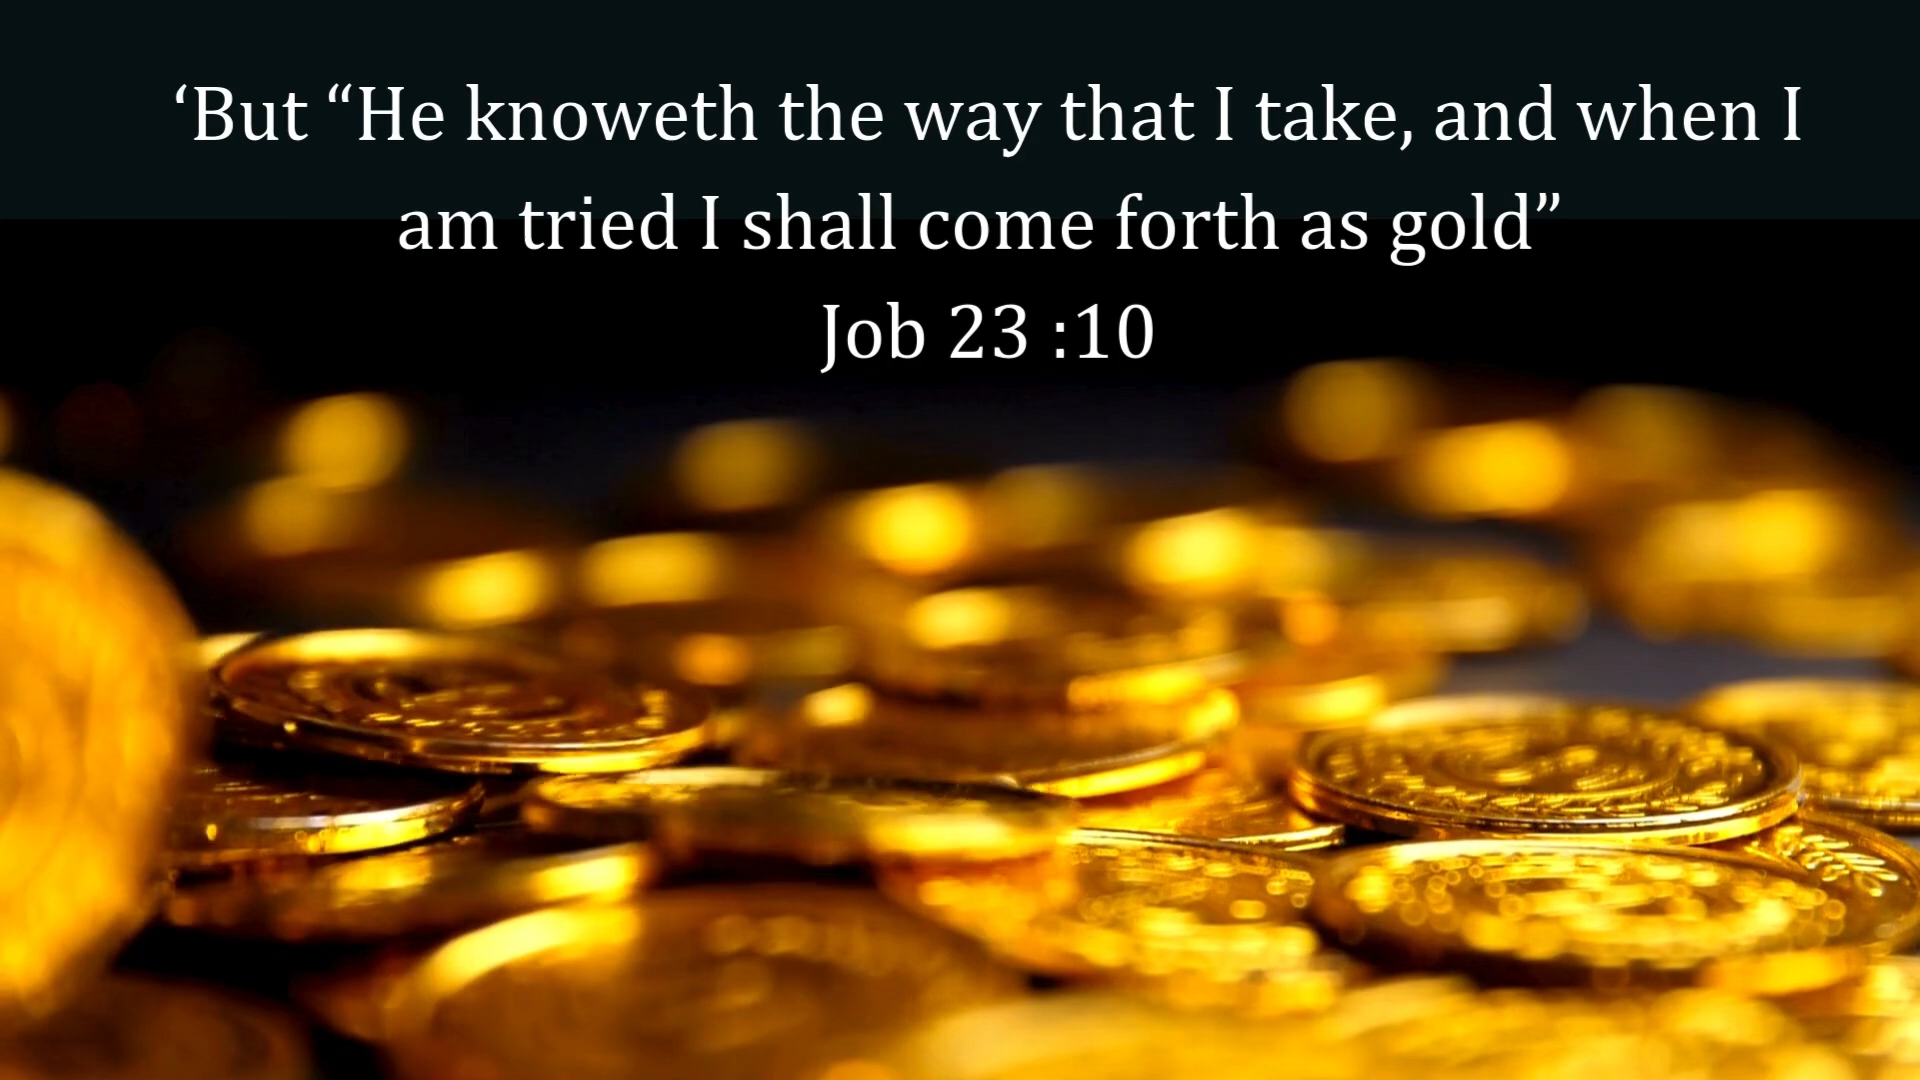 ‘But “He knoweth the way that I take, and when I
am tried I shall come forth as gold”
Job 23 :10